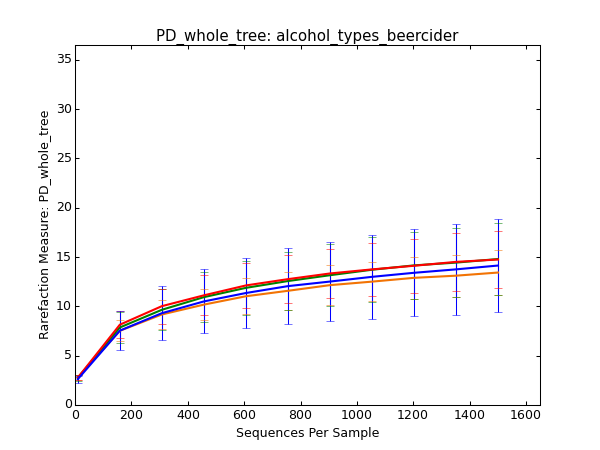 PD_whole_tree: alcohol_types_beercider
35
30
25
20
15
10
5
0
Rarefaction Measure: PD_whole_tree
0 200 400 600 800 1000 1200 1400 1600
Sequences Per Sample